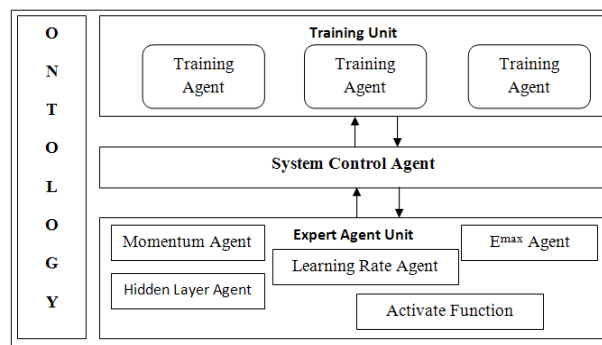 O
N
T
O
L
O
G
Y
Training Unit
Training
Agent
Training
Agent
Training
Agent
System Control Agent
Expert Agent Unit
Momentum Agent
Learning Rate Agent
Emax Agent
Hidden Layer Agent
Activate Function